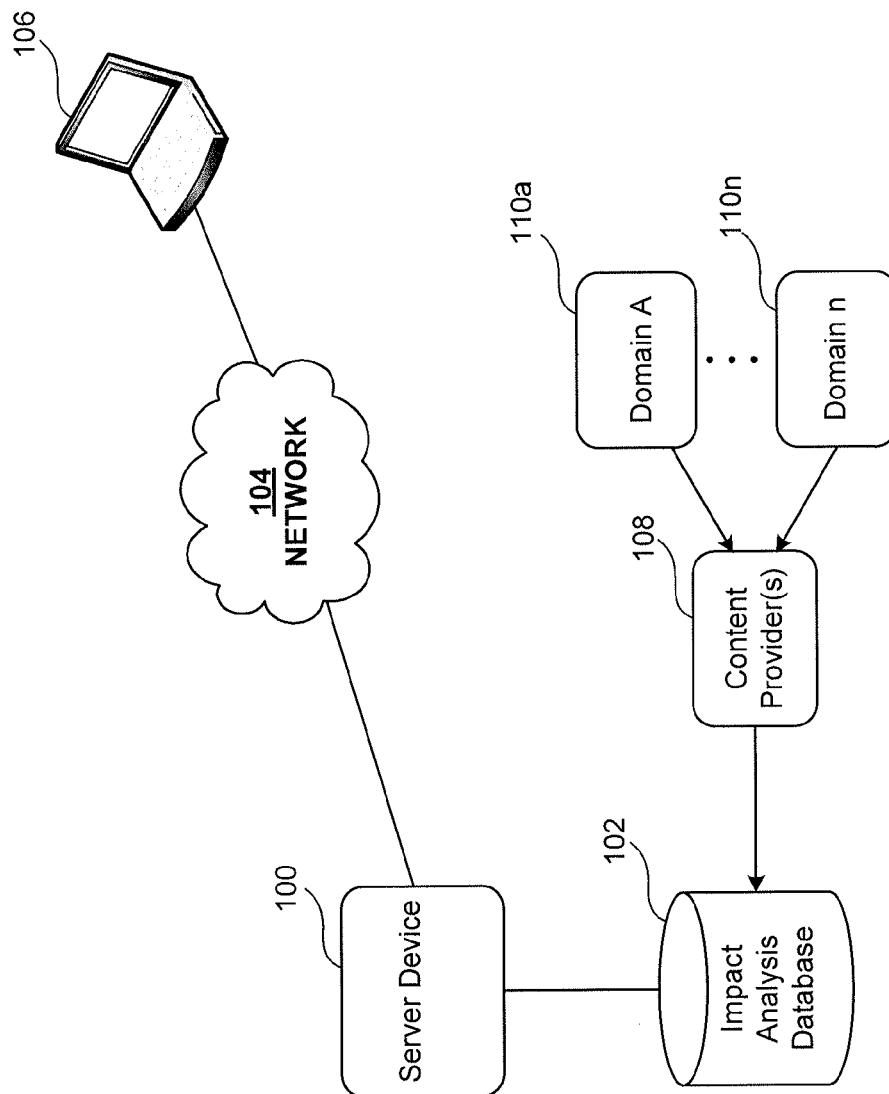 106
104
NETWORK
100
Server Device
110a
Domain A
. . .
110n
Domain n
108
Content
Provider(s)
102
Impact
Analysis
Database